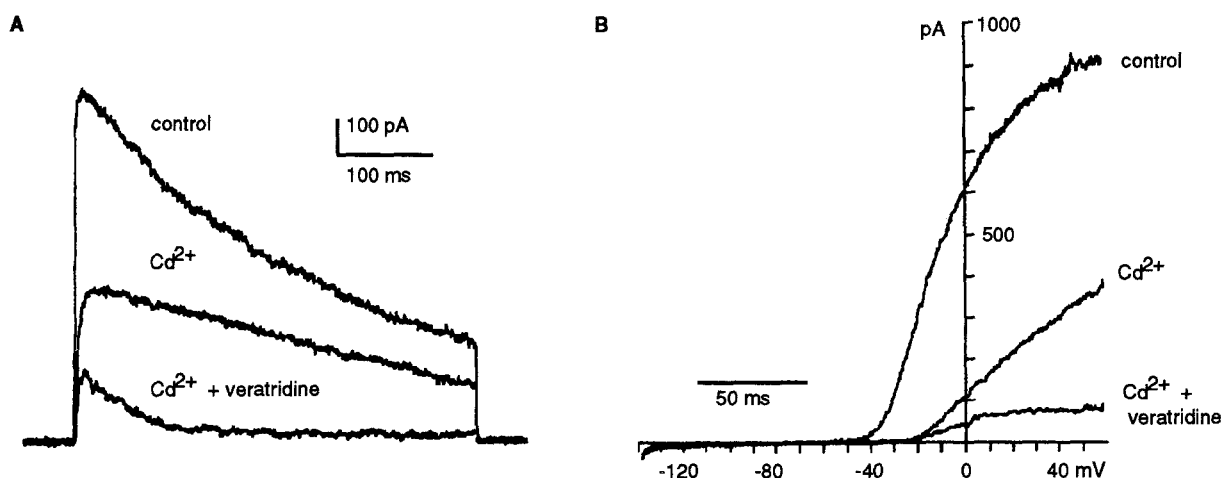 A
control
100 pA
100 ms
Cd2+
Cd2+ + veratridine
B
pA
1000
control
500
Cd2+
50 ms
Cd2+ +
veratridine
-120 -80 -40 0 40 mV